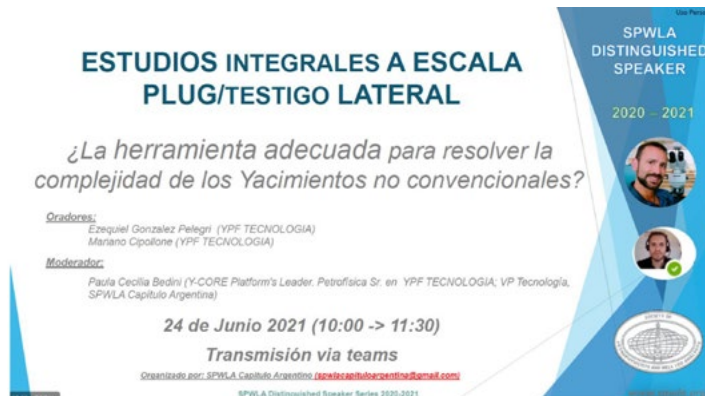 ESTUDIOS INTEGRALES A ESCALA
PLUG/TESTIGO LATERAL
¿La herramienta adecuada para resolver la
complejidad de los Yacimientos no convencionales?
Oradores:
Ezequiel Gonzalez Pelegri (YPF TECNOLOGIA)
Mariano Cipollone (YPF TECNOLOGIA)
Moderador:
Paula Cecilia Bedini (Y-CORE Platform's Leader. Petrofísica Sr. en YPF TECNOLOGIA; VP Tecnología,
SPWLA Capitulo Argentina)
24 de Junio 2021 (10:00 -> 11:30)
Transmisión via teams
Organizado por: SPWLA Capitulo Argentino (spwlacapituloargentina@gmail.com)
SPWLA Distinguished Speaker Series 2020-2021
SPWLA
DISTINGUISHED
SPEAKER
2020 – 2021